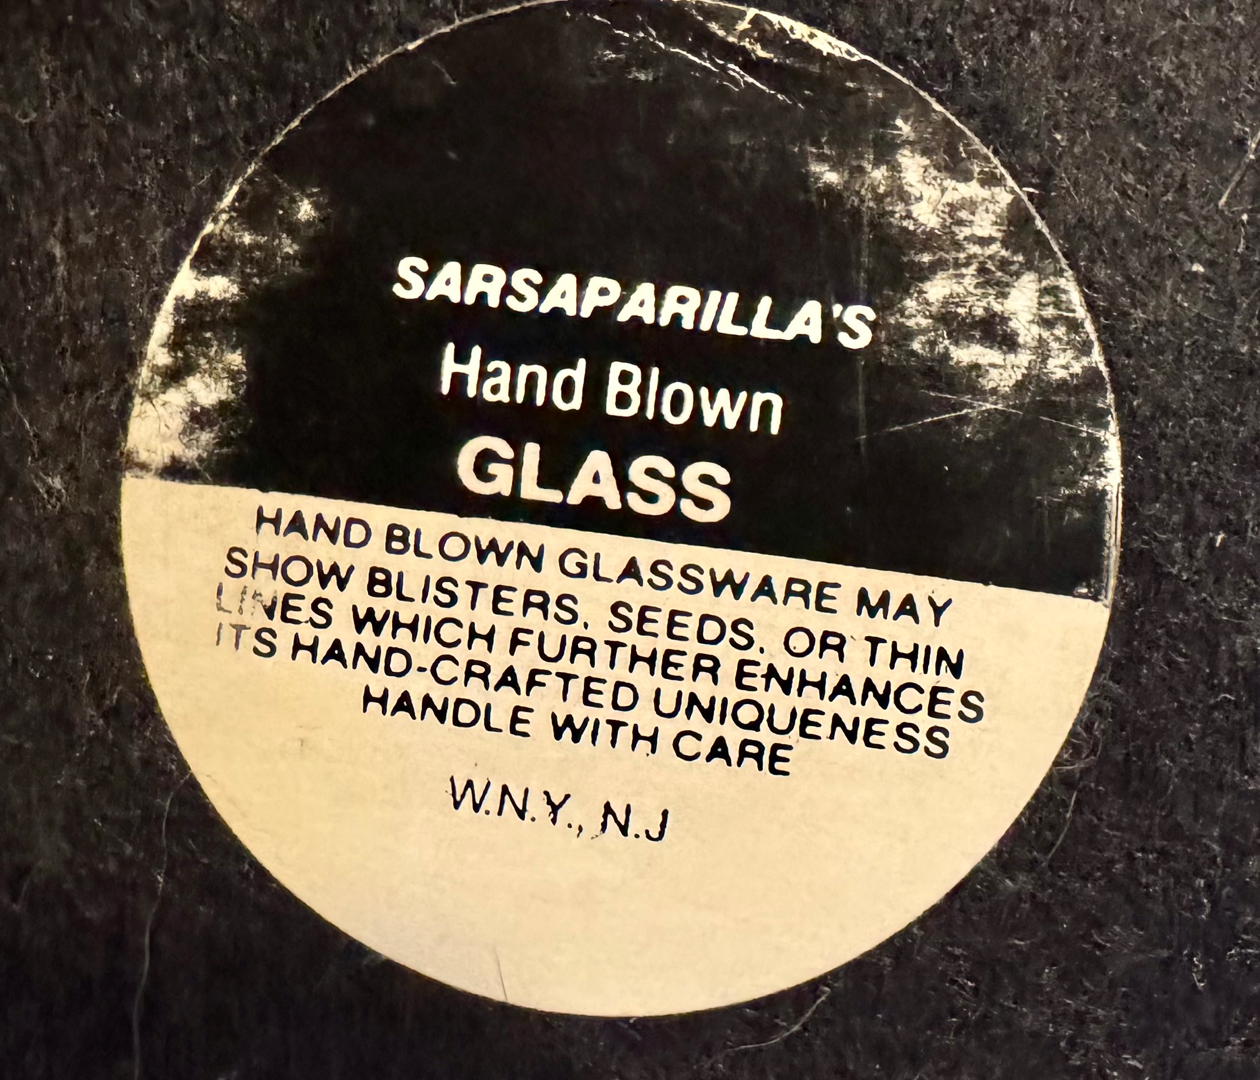 SARSAPARILLA'S
Hand Blown
GLASS
HAND BLOWN GLASSWARE MAY
SHOW BLISTERS, SEEDS, OR THIN
LINES WHICH FURTHER ENHANCES
ITS HAND-CRAFTED UNIQUENESS
HANDLE WITH CARE
W.N.Y., N.J